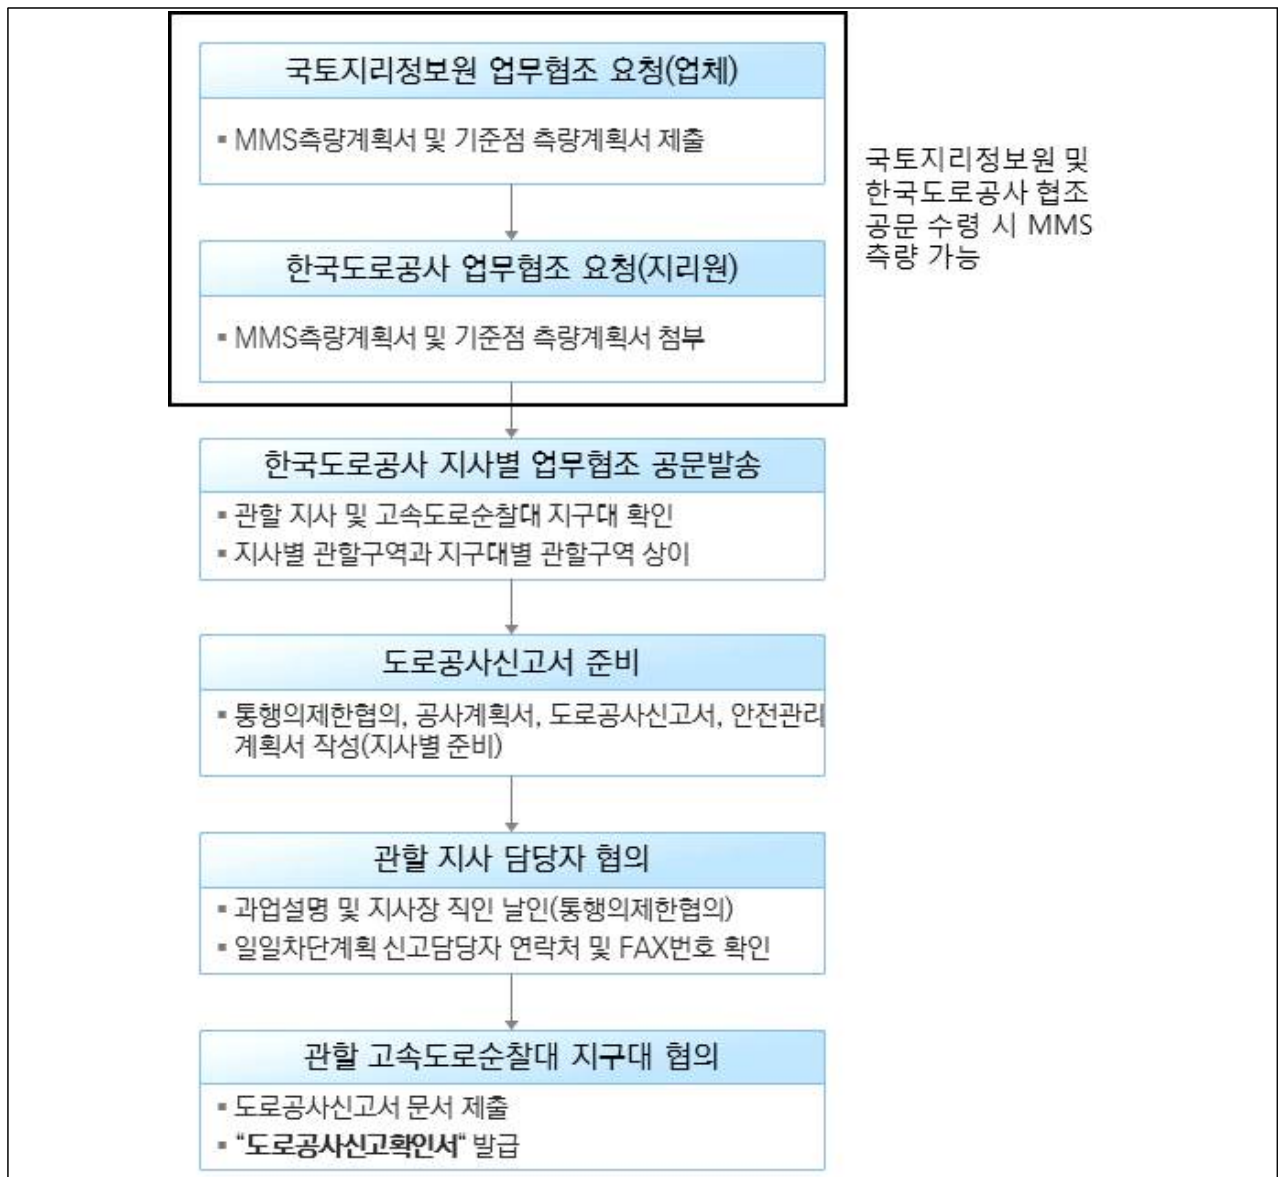 국토지리정보원 업무협조 요청(업체)
▪ MMS측량계획서 및 기준점 측량계획서 제출
국토지리정보원 및
한국도로공사 협조
공문 수령 시 MMS
측량 가능
한국도로공사 업무협조 요청(지리원)
▪ MMS측량계획서 및 기준점 측량계획서 첨부
한국도로공사 지사별 업무협조 공문발송
▪ 관할 지사 및 고속도로순찰대 지구대 확인
▪ 지사별 관할구역과 지구대별 관할구역 상이
도로공사신고서 준비
▪ 통행의제한협의, 공사계획서, 도로공사신고서, 안전관리
계획서 작성(지사별 준비)
관할 지사 담당자 협의
▪ 과업설명 및 지사장 직인 날인(통행의제한협의)
▪ 일일차단계획 신고담당자 연락처 및 FAX번호 확인
관할 고속도로순찰대 지구대 협의
▪ 도로공사신고서 문서 제출
▪ “도로공사신고확인서“ 발급